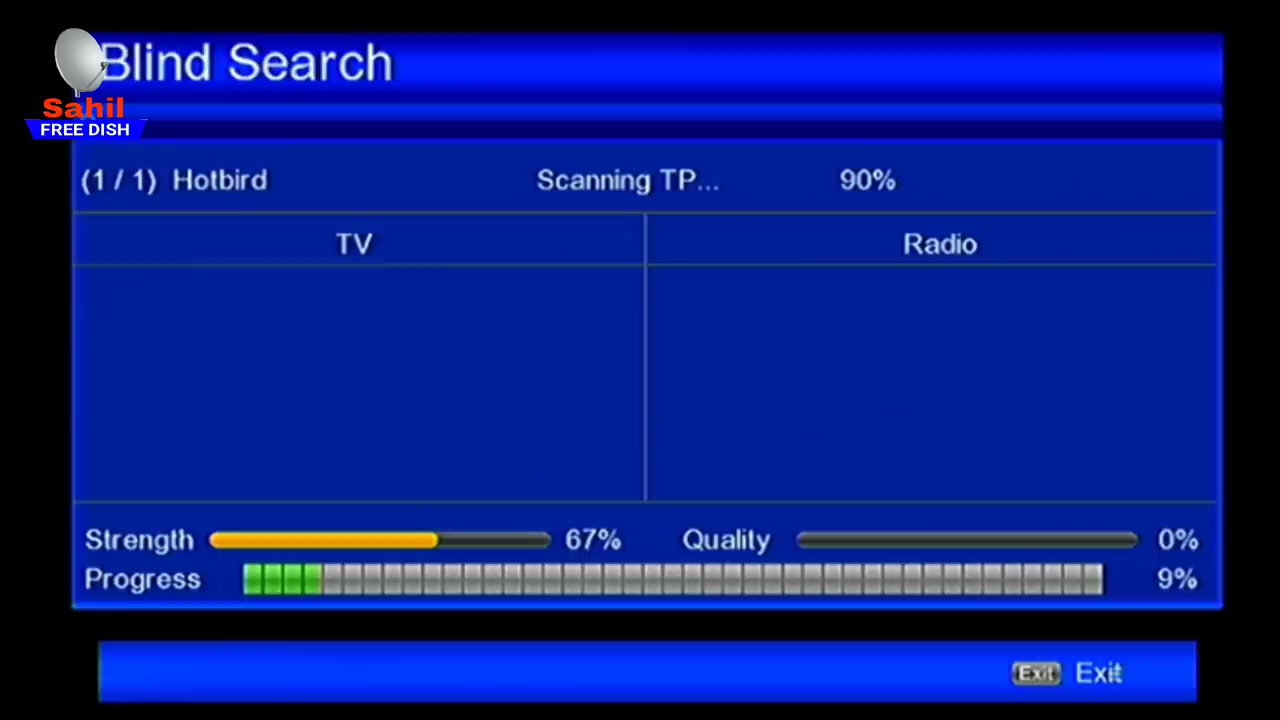 Blind Search
Sahil
FREE DISH
(1 / 1) Hotbird Scanning TP... 90%
TV Radio
Strength 67% Quality 0%
Progress 9%
Exit Exit